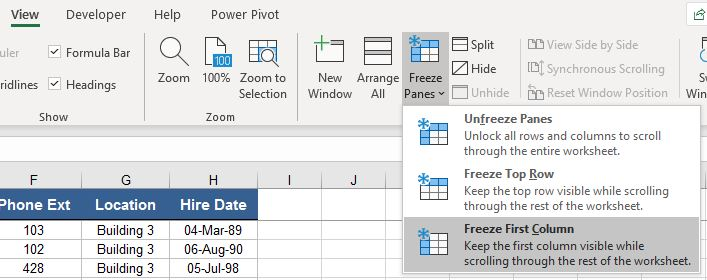 View Developer Help Power Pivot
uler Formula Bar
ridlines Headings
Show
Zoom 100% Zoom to Selection
100
Zoom
New Window Arrange All Freeze Panes
Split
Hide
Unhide
View Side by Side
Synchronous Scrolling
Reset Window Position
Unfreeze Panes
Unlock all rows and columns to scroll
through the entire worksheet.
Freeze Top Row
Keep the top row visible while scrolling
through the rest of the worksheet.
Freeze First Column
Keep the first column visible while
scrolling through the rest of the worksheet.
F G H I J
Phone Ext Location Hire Date
103 Building 3 04-Mar-89
102 Building 3 06-Aug-90
428 Building 3 05-Jul-98